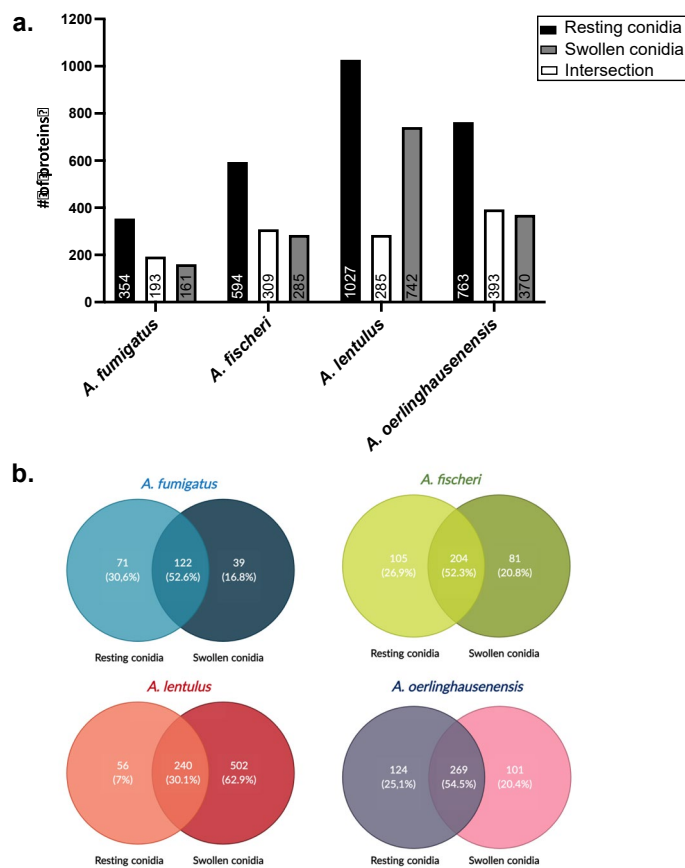 a.
1200
1000
800
600
400
200
0
# of proteins
Resting conidia
Swollen conidia
Intersection
354
193
161
594
309
285
1027
285
742
763
393
370
A. fumigatus
A. fischeri
A. lentulus
A. oerlinghausenensis
b.
A. fumigatus
71
(30,6%)
122
(52.6%)
39
(16.8%)
Resting conidia
Swollen conidia
A. fischeri
105
(26,9%)
204
(52.3%)
81
(20.8%)
Resting conidia
Swollen conidia
A. lentulus
56
(7%)
240
(30.1%)
502
(62.9%)
Resting conidia
Swollen conidia
A. oerlinghausenensis
124
(25,1%)
269
(54.5%)
101
(20.4%)
Resting conidia
Swollen conidia